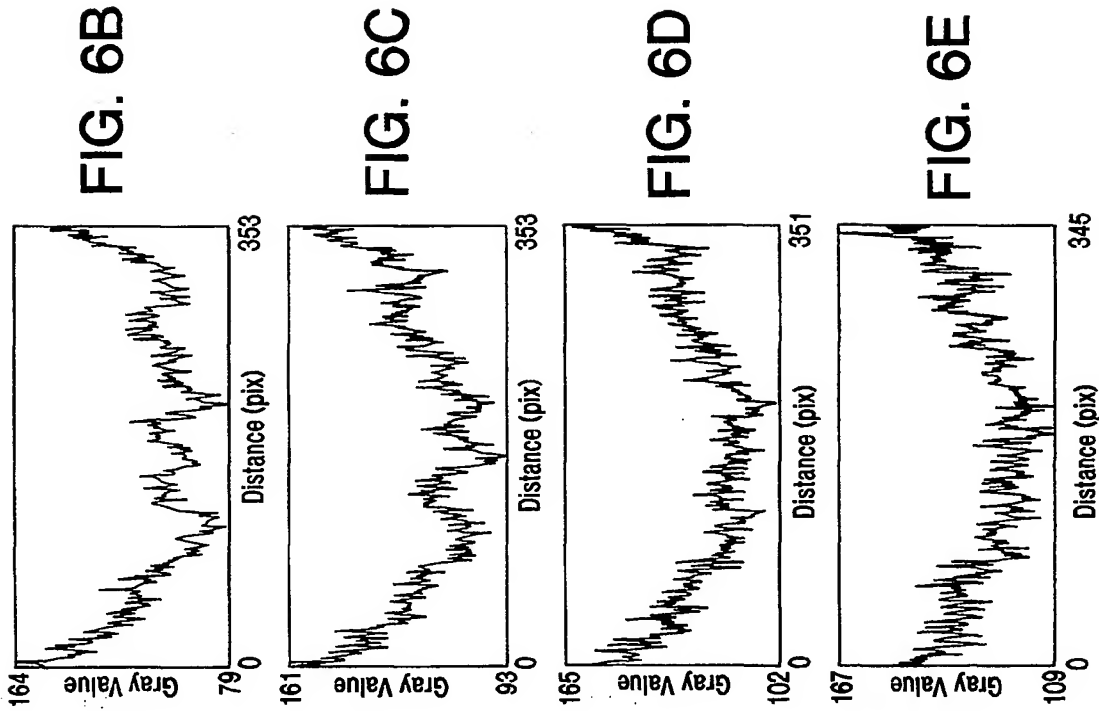 FIG. 6B
164
Gray Value
79
0
Distance (pix)
353
FIG. 6C
161
Gray Value
93
0
Distance (pix)
353
FIG. 6D
165
Gray Value
102
0
Distance (pix)
351
FIG. 6E
167
Gray Value
109
0
Distance (pix)
345